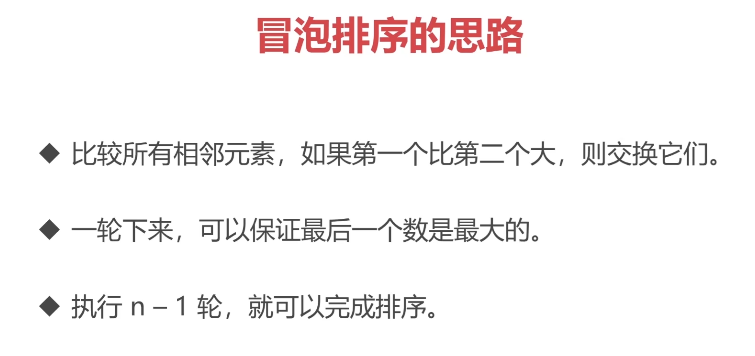 冒泡排序的思路
◆ 比较所有相邻元素，如果第一个比第二个大，则交换它们。
◆ 一轮下来，可以保证最后一个数是最大的。
◆ 执行 n – 1 轮，就可以完成排序。